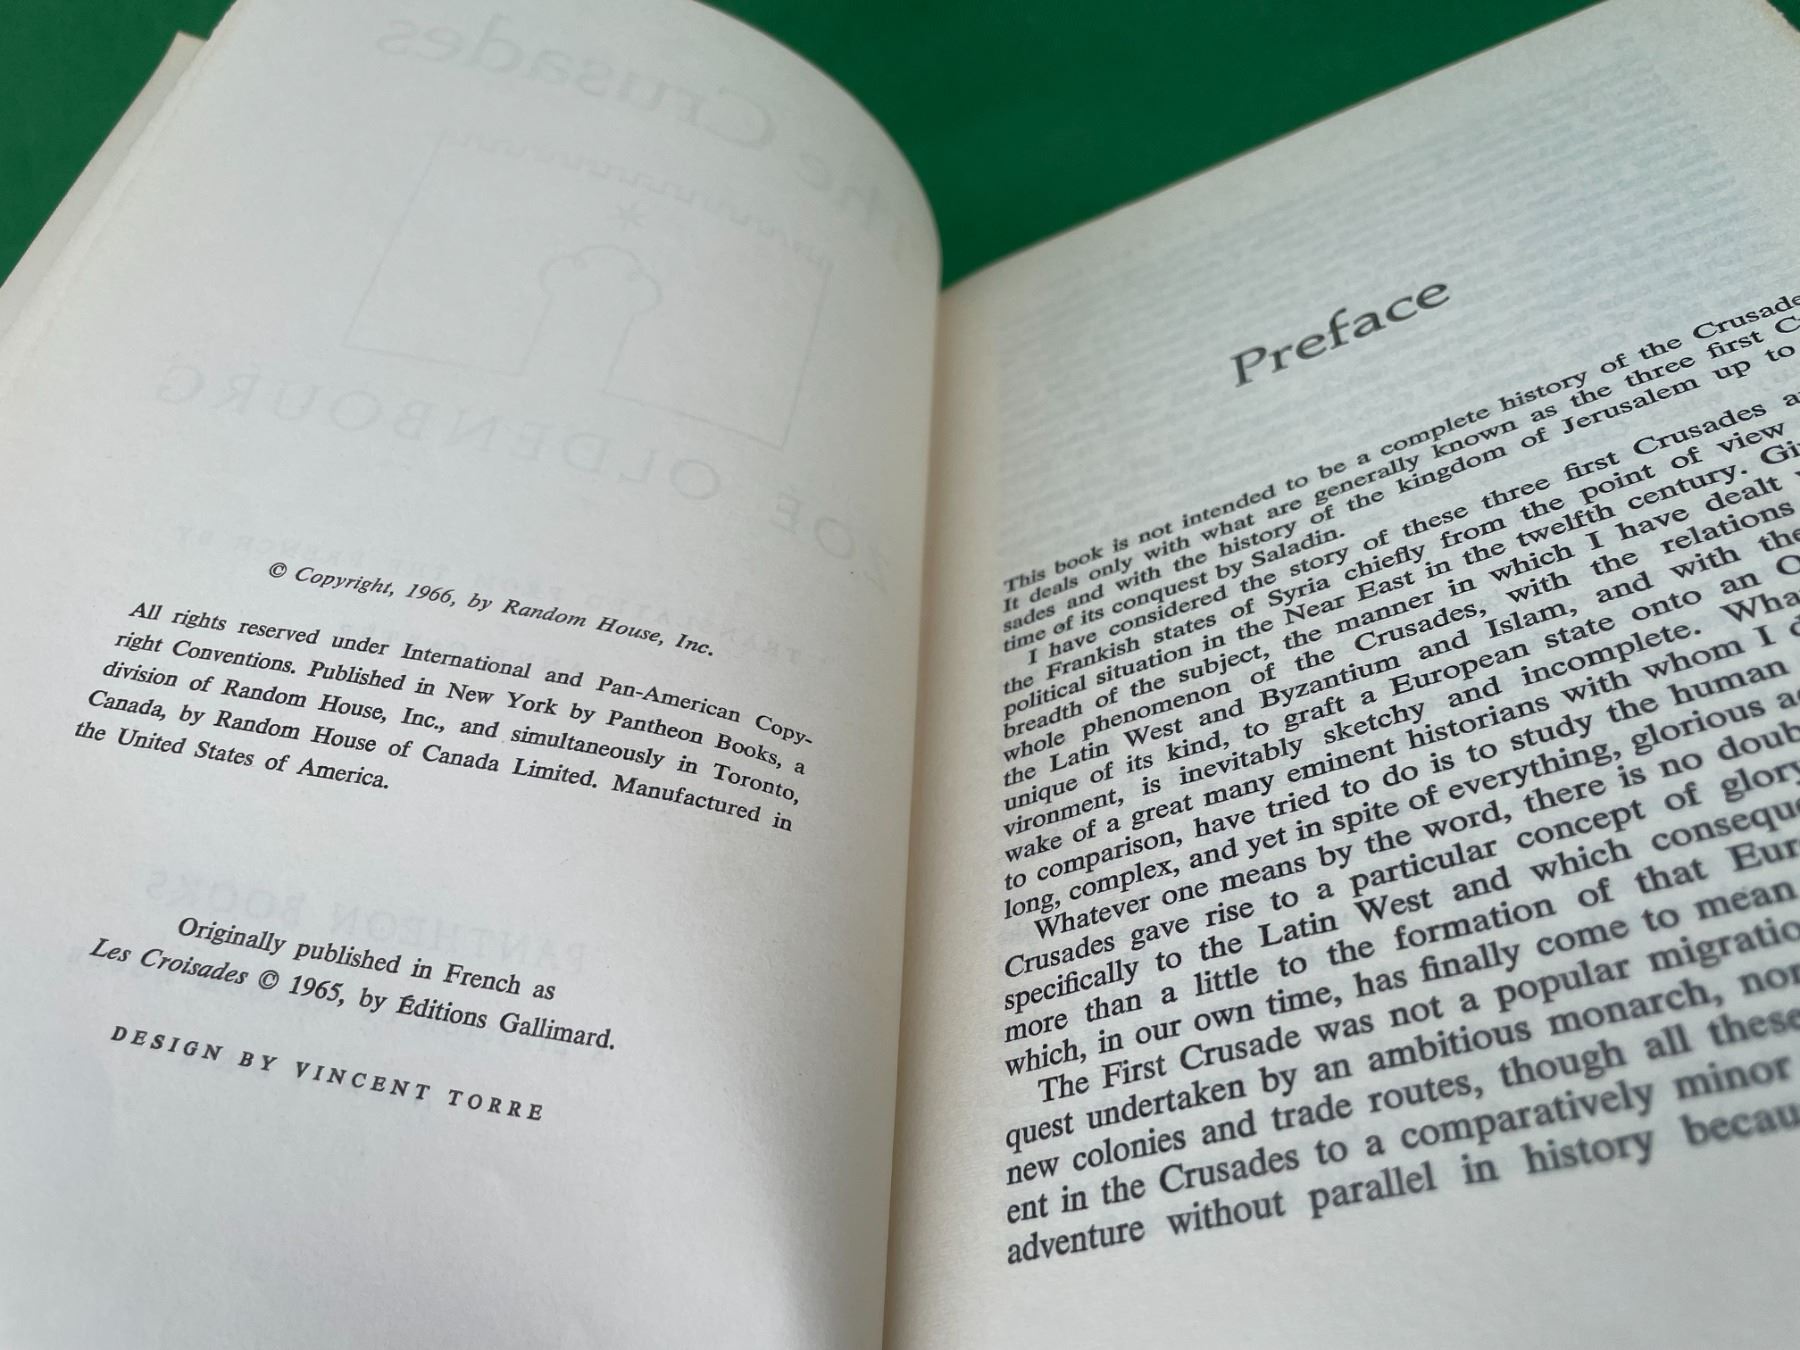 © Copyright, 1966, by Random House, Inc.
All rights reserved under International and Pan-American Copy-
right Conventions. Published in New York by Pantheon Books, a
division of Random House, Inc., and simultaneously in Toronto,
Canada, by Random House of Canada Limited. Manufactured in
the United States of America.
Originally published in French as
Les Croisades © 1965, by Éditions Gallimard.
DESIGN BY VINCENT TORRE
The Crusades
ZOÉ OLDENBOURG
TRANSLATED FROM THE FRENCH BY
PANTHEON BOOKS
Preface
This book is not intended to be a complete history of the
It deals only with what are generally known as the three first
sades and with the history of the kingdom of Jerusalem up to
time of its conquest by Saladin.
I have considered the story of these three first Crusades
the Frankish states of Syria chiefly from the point of view
political situation in the Near East in the twelfth century.
breadth of the subject, the manner in which I have dealt
whole phenomenon of the Crusades, with the relations
the Latin West and Byzantium and Islam, and with the
unique of its kind, to graft a European state onto an
vironment, is inevitably sketchy and incomplete.
wake of a great many eminent historians with whom I
to comparison, have tried to do is to study the human
long, complex, and yet in spite of everything, glorious
Whatever one means by the word, there is no
Crusades gave rise to a particular concept of
specifically to the Latin West and which
more than a little to the formation of that
which, in our own time, has finally come to mean
The First Crusade was not a popular
quest undertaken by an ambitious monarch, nor
new colonies and trade routes, though all these
ent in the Crusades to a comparatively minor
adventure without parallel in history